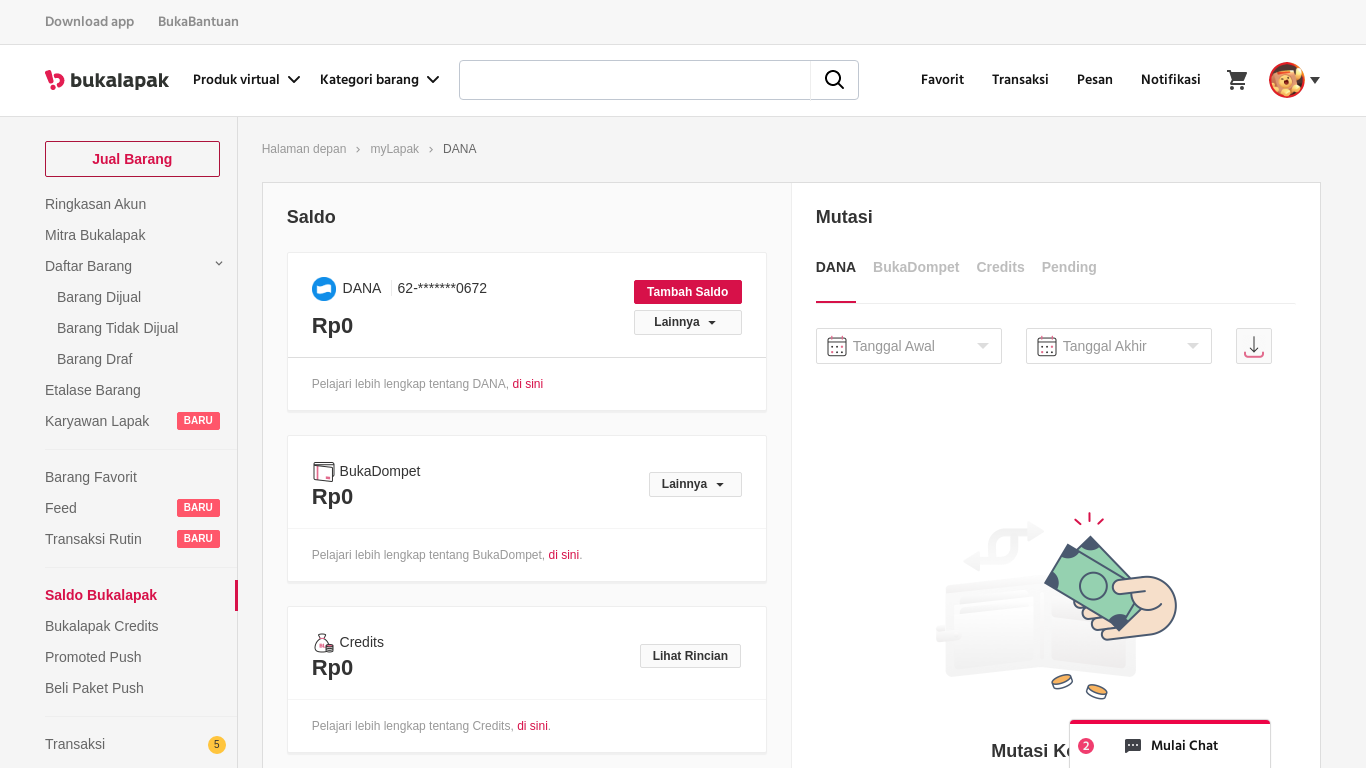 Download app BukaBantuan
bukalapak Produk virtual Kategori barang Favorit Transaksi Pesan Notifikasi
Jual Barang
Ringkasan Akun
Mitra Bukalapak
Daftar Barang
Barang Dijual
Barang Tidak Dijual
Barang Draf
Etalase Barang
Karyawan Lapak BARU
Barang Favorit
Feed BARU
Transaksi Rutin BARU
Saldo Bukalapak
Bukalapak Credits
Promoted Push
Beli Paket Push
Transaksi 5
Halaman depan > myLapak > DANA
Saldo
DANA 62-*******0672
Rp0
Tambah Saldo
Lainnya
Pelajari lebih lengkap tentang DANA, di sini
BukaDompet
Rp0
Lainnya
Pelajari lebih lengkap tentang BukaDompet, di sini.
Credits
Rp0
Lihat Rincian
Pelajari lebih lengkap tentang Credits, di sini.
Mutasi
DANA BukaDompet Credits Pending
Tanggal Awal Tanggal Akhir
Mutasi
2 Mulai Chat